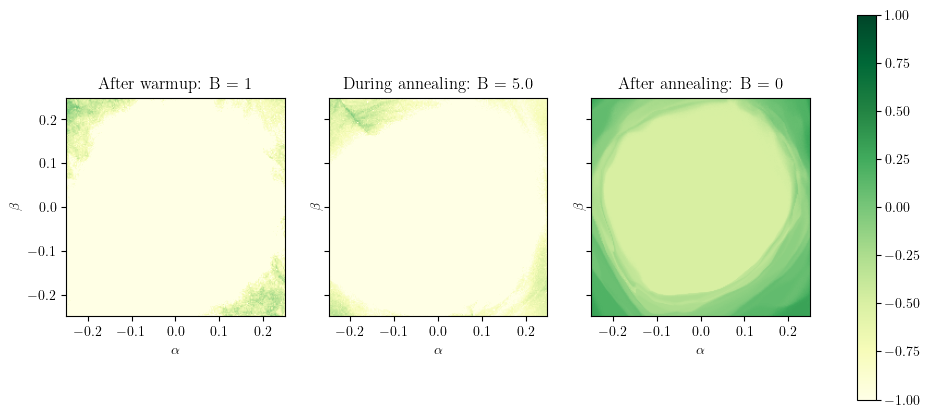 After warmup: B = 1
During annealing: B = 5.0
After annealing: B = 0
β
0.2
0.1
0.0
−0.1
−0.2
β
β
−0.2 −0.1 0.0 0.1 0.2
−0.2 −0.1 0.0 0.1 0.2
−0.2 −0.1 0.0 0.1 0.2
α
α
α
1.00
0.75
0.50
0.25
0.00
−0.25
−0.50
−0.75
−1.00